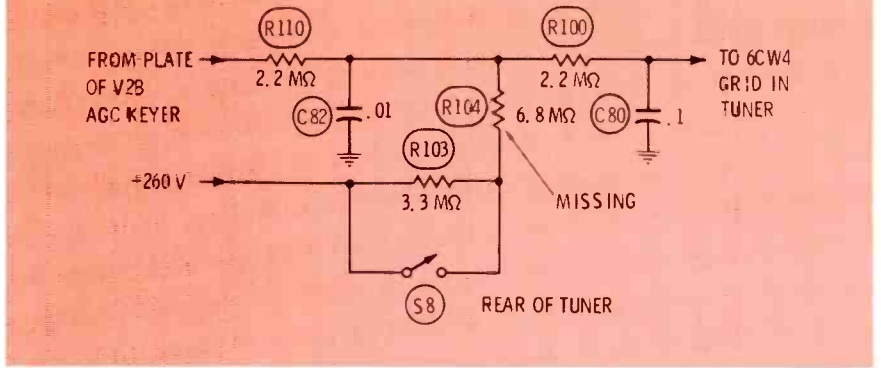 R110
R100
FROM PLATE
OF V2B
AGC KEYER
2.2 MΩ
2.2 MΩ
TO 6CW4
GRID IN
TUNER
C82
.01
R104
6.8 MΩ
C80
.1
R103
+260 V
3.3 MΩ
MISSING
S8
REAR OF TUNER